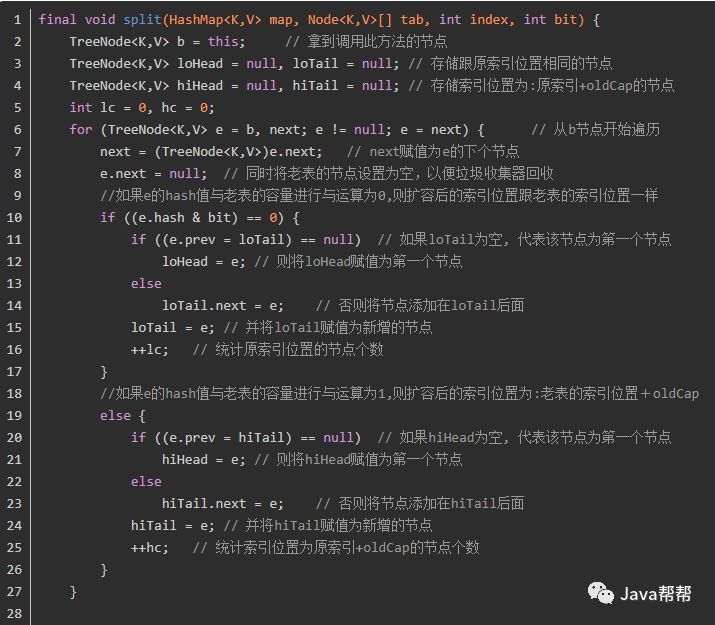 1 final void split(HashMap<K,V> map, Node<K,V>[] tab, int index, int bit) {
2     TreeNode<K,V> b = this;     // 拿到调用此方法的节点
3     TreeNode<K,V> loHead = null, loTail = null; // 存储跟原索引位置相同的节点
4     TreeNode<K,V> hiHead = null, hiTail = null; // 存储索引位置为:原索引+oldCap的节点
5     int lc = 0, hc = 0;
6     for (TreeNode<K,V> e = b, next; e != null; e = next) {      // 从b节点开始遍历
7         next = (TreeNode<K,V>)e.next;   // next赋值为e的下个节点
8         e.next = null;  // 同时将老表的节点设置为空，以便垃圾收集器回收
9         //如果e的hash值与老表的容量进行与运算为0,则扩容后的索引位置跟老表的索引位置一样
10         if ((e.hash & bit) == 0) {
11             if ((e.prev = loTail) == null)  // 如果loTail为空, 代表该节点为第一个节点
12                 loHead = e; // 则将loHead赋值为第一个节点
13             else
14                 loTail.next = e;    // 否则将节点添加在loTail后面
15             loTail = e; // 并将loTail赋值为新增的节点
16             ++lc;   // 统计原索引位置的节点个数
17         }
18         //如果e的hash值与老表的容量进行与运算为1,则扩容后的索引位置为:老表的索引位置＋oldCap
19         else {
20             if ((e.prev = hiTail) == null)  // 如果hiHead为空, 代表该节点为第一个节点
21                 hiHead = e; // 则将hiHead赋值为第一个节点
22             else
23                 hiTail.next = e;    // 否则将节点添加在hiTail后面
24             hiTail = e; // 并将hiTail赋值为新增的节点
25             ++hc;   // 统计索引位置为原索引+oldCap的节点个数
26         }
27     }
28
Java帮帮